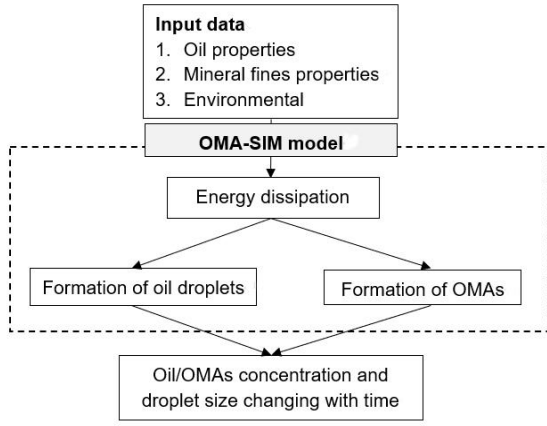 Input data
1. Oil properties
2. Mineral fines properties
3. Environmental
OMA-SIM model
Energy dissipation
Formation of oil droplets
Formation of OMAs
Oil/OMAs concentration and
droplet size changing with time